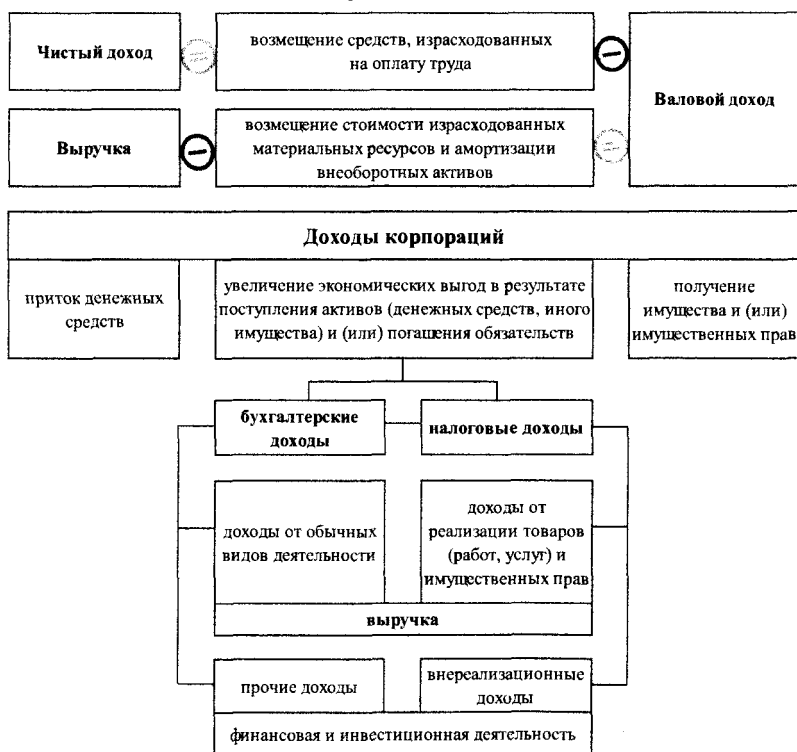 Чистый доход
возмещение средств, израсходованных
на оплату труда
Валовой доход
Выручка
возмещение стоимости израсходованных
материальных ресурсов и амортизации
внеоборотных активов
Доходы корпораций
приток денежных
средств
увеличение экономических выгод в результате
поступления активов (денежных средств, иного
имущества) и (или) погашения обязательств
получение
имущества и (или)
имущественных прав
бухгалтерские
доходы
налоговые доходы
доходы от обычных
видов деятельности
доходы от
реализации товаров
(работ, услуг) и
имущественных прав
выручка
прочие доходы
внереализационные
доходы
финансовая и инвестиционная деятельность